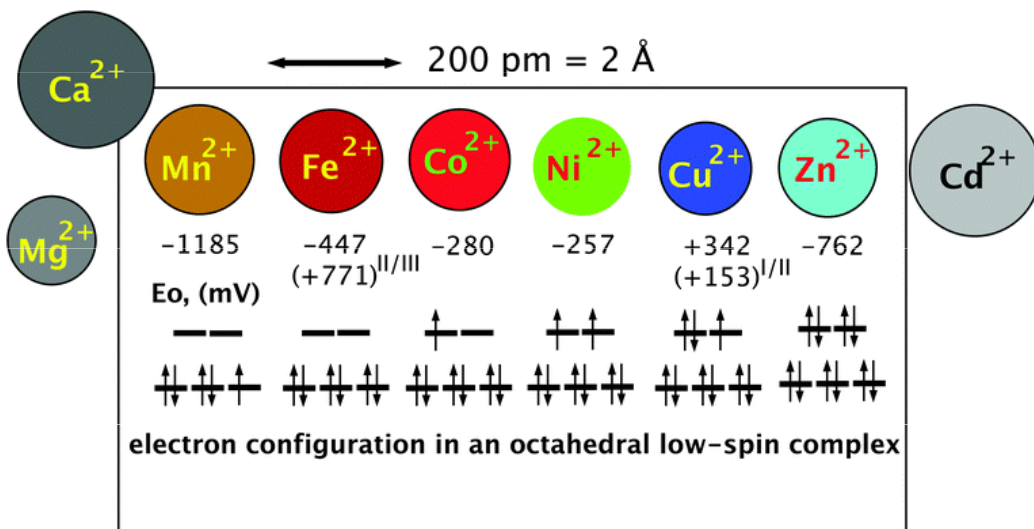 200 pm = 2 Å
Ca2+
Mn2+ Fe2+ Co2+ Ni2+ Cu2+ Zn2+ Cd2+
Mg2+
−1185 −447 −280 −257 +342 −762
(+771)II/III (+153)I/II
Eo, (mV)
electron configuration in an octahedral low−spin complex